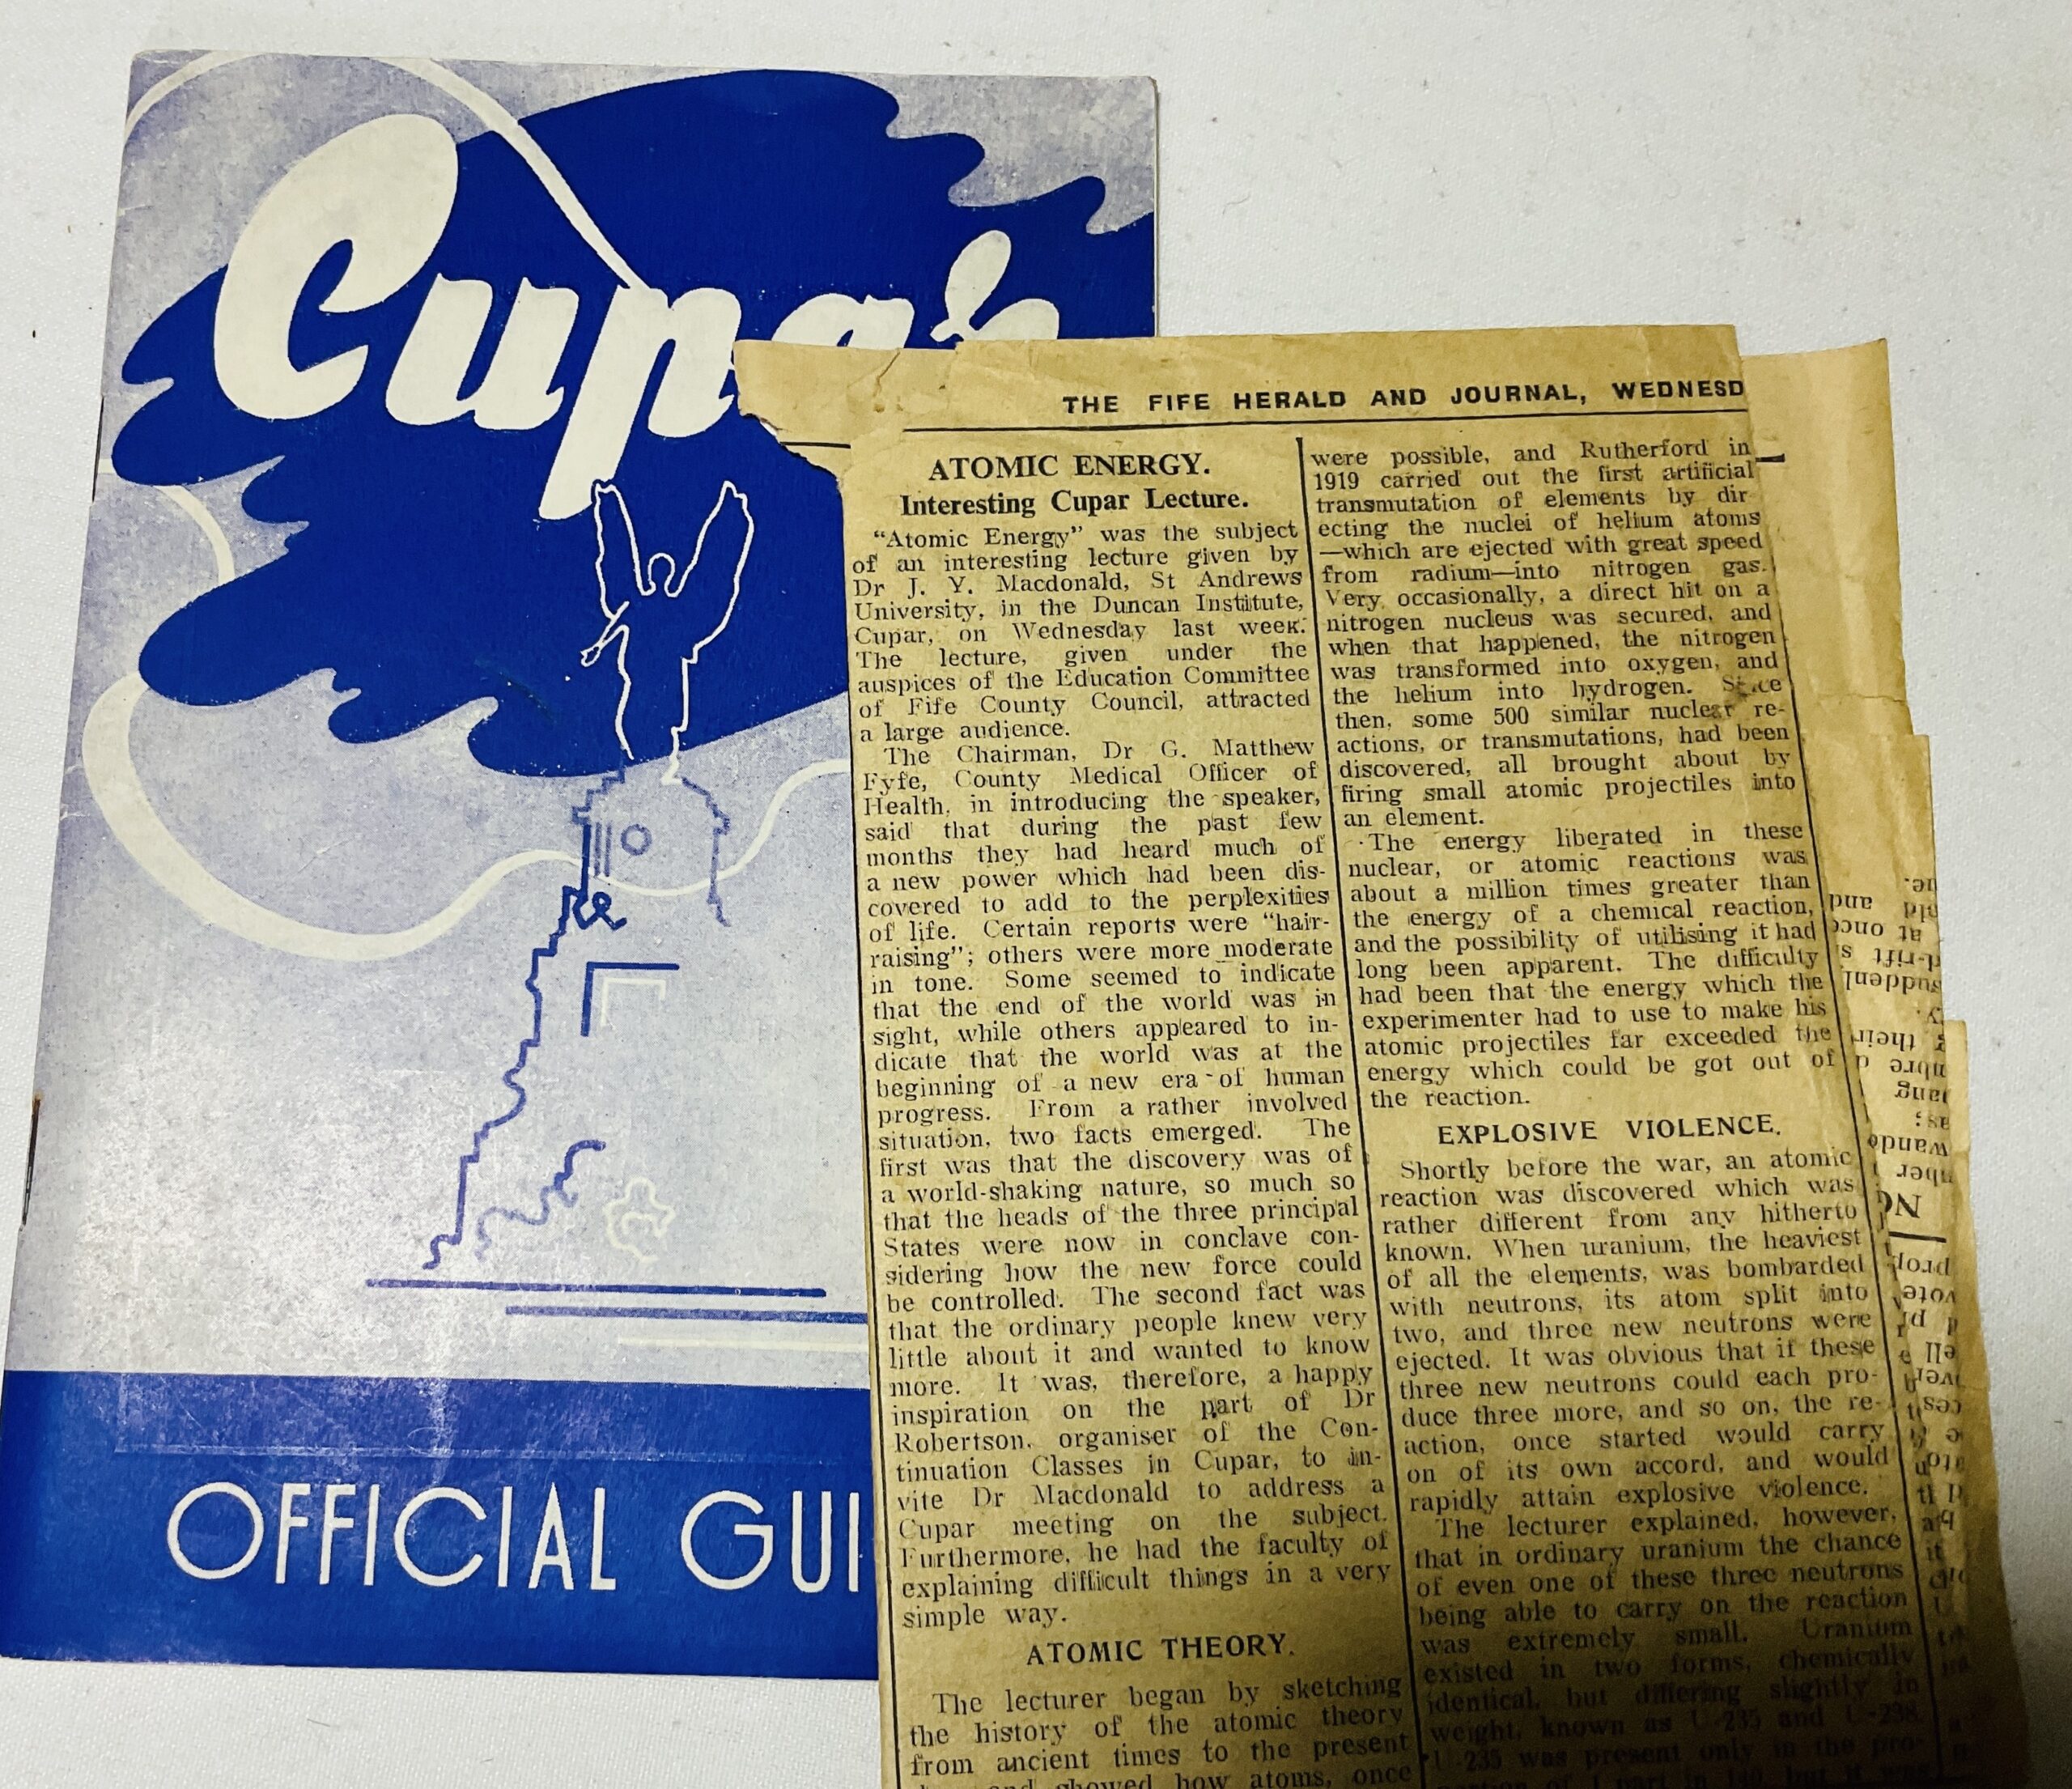 Cupar
OFFICIAL GUI
THE FIFE HERALD AND JOURNAL, WEDNESD
ATOMIC ENERGY.
Interesting Cupar Lecture.
"Atomic Energy" was the subject
of an interesting lecture given by
Dr J. Y. Macdonald, St Andrews
University, in the Duncan Institute,
Cupar, on Wednesday last week.
The lecture, given under the
auspices of the Education Committee
of Fife County Council, attracted
a large audience.
The Chairman, Dr G. Matthew
Fyfe, County Medical Officer of
Health, in introducing the speaker,
said that during the past few
months they had heard much of
a new power which had been dis-
covered to add to the perplexities
of life. Certain reports were "hair-
raising"; others were more moderate
in tone. Some seemed to indicate
that the end of the world was in
sight, while others appeared to in-
dicate that the world was at the
beginning of a new era of human
progress. From a rather involved
situation, two facts emerged. The
first was that the discovery was of
a world-shaking nature, so much so
that the heads of the three principal
States were now in conclave con-
sidering how the new force could
be controlled. The second fact was
that the ordinary people knew very
little about it and wanted to know
more. It was, therefore, a happy
inspiration on the part of Dr
Robertson, organiser of the Con-
tinuation Classes in Cupar, to in-
vite Dr Macdonald to address a
Cupar meeting on the subject.
Furthermore, he had the faculty of
explaining difficult things in a very
simple way.
ATOMIC THEORY.
The lecturer began by sketching
the history of the atomic theory
from ancient times to the present
and showed how atoms, once
were possible, and Rutherford in
1919 carried out the first artificial
transmutation of elements by dir
ecting the nuclei of helium atoms
—which are ejected with great speed
from radium—into nitrogen gas.
Very occasionally, a direct hit on a
nitrogen nucleus was secured, and
when that happened, the nitrogen
was transformed into oxygen, and
the helium into hydrogen. Since
then, some 500 similar nuclear re-
actions, or transmutations, had been
discovered, all brought about by
firing small atomic projectiles into
an element.
The energy liberated in these
nuclear, or atomic reactions was
about a million times greater than
the energy of a chemical reaction,
and the possibility of utilising it had
long been apparent. The difficulty
had been that the energy which the
experimenter had to use to make his
atomic projectiles far exceeded the
energy which could be got out of
the reaction.
EXPLOSIVE VIOLENCE.
Shortly before the war, an atomic
reaction was discovered which was
rather different from any hitherto
known. When uranium, the heaviest
of all the elements, was bombarded
with neutrons, its atom split into
two, and three new neutrons were
ejected. It was obvious that if these
three new neutrons could each pro-
duce three more, and so on, the re-
action, once started would carry
on of its own accord, and would
rapidly attain explosive violence.
The lecturer explained, however,
that in ordinary uranium the chance
of even one of these three neutrons
being able to carry on the reaction
was extremely small. Uranium
existed in two forms, chemically
identical, but differing slightly in
weight, known as U-235 and U-238.
U-235 was present only in the pro-